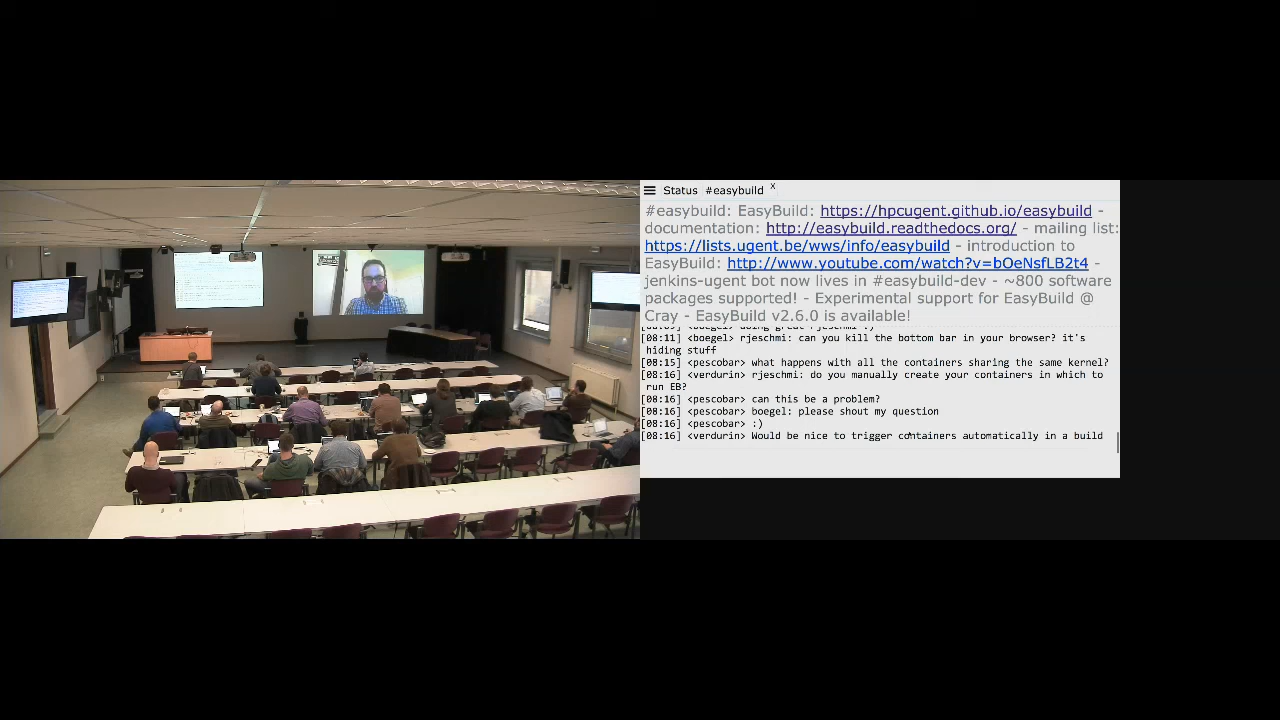 Status #easybuild x
#easybuild: EasyBuild: https://hpcugent.github.io/easybuild -
documentation: http://easybuild.readthedocs.org/ - mailing list:
https://lists.ugent.be/wws/info/easybuild - introduction to
EasyBuild: http://www.youtube.com/watch?v=bOeNsfLB2t4 -
jenkins-ugent bot now lives in #easybuild-dev - ~800 software
packages supported! - Experimental support for EasyBuild @
Cray - EasyBuild v2.6.0 is available!
[08:09] <boegel> doing great rjeschmi :)
[08:11] <boegel> rjeschmi: can you kill the bottom bar in your browser? it's
hiding stuff
[08:15] <pescobar> what happens with all the containers sharing the same kernel?
[08:16] <verdurin> rjeschmi: do you manually create your containers in which to
run EB?
[08:16] <pescobar> can this be a problem?
[08:16] <pescobar> boegel: please shout my question
[08:16] <pescobar> :)
[08:16] <verdurin> Would be nice to trigger containers automatically in a build